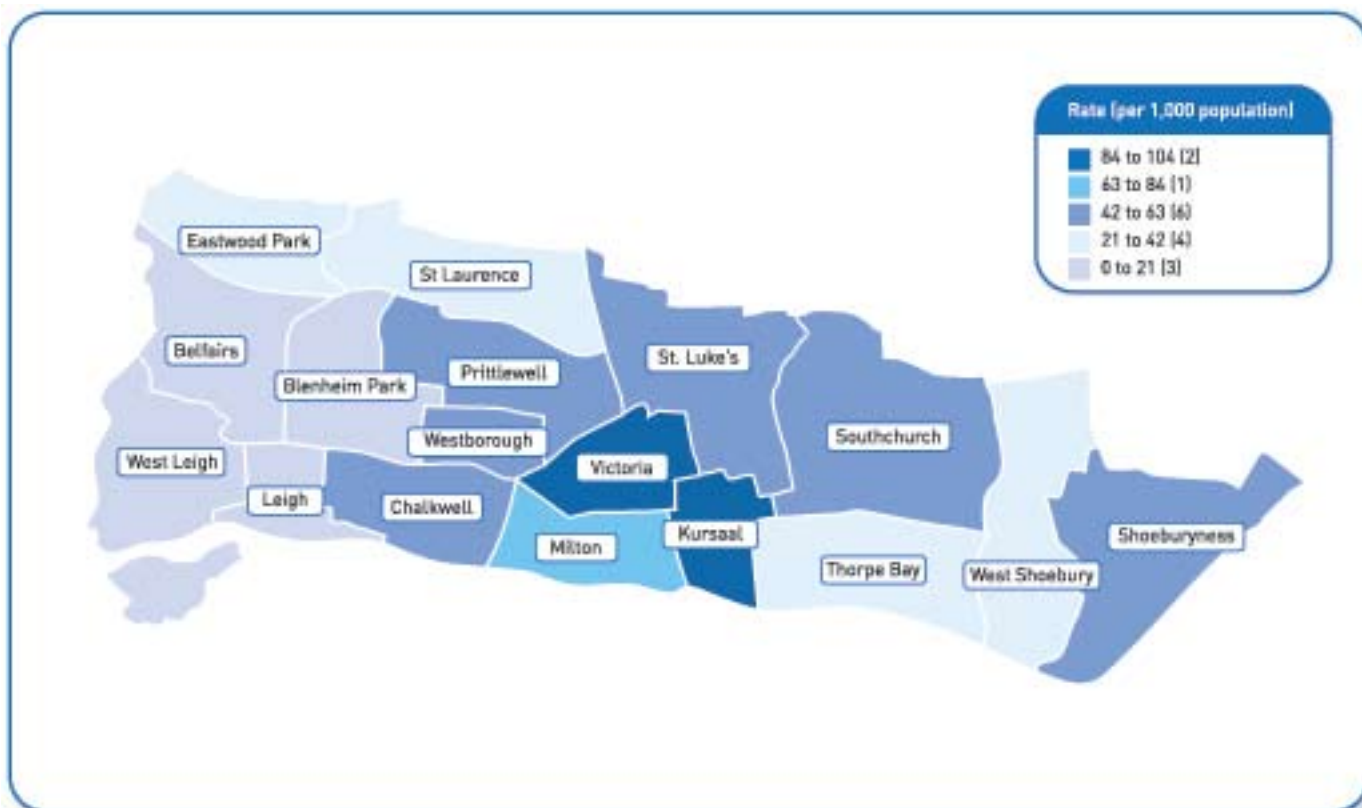 Rate (per 1,000 population)
84 to 104 (2)
63 to 84 (1)
42 to 63 (6)
21 to 42 (4)
0 to 21 (3)
Eastwood Park
St Laurence
Belfairs
Blenheim Park
Prittlewell
St. Luke's
Westborough
Southchurch
West Leigh
Leigh
Chalkwell
Victoria
Milton
Kursaal
Thorpe Bay
West Shoebury
Shoeburyness